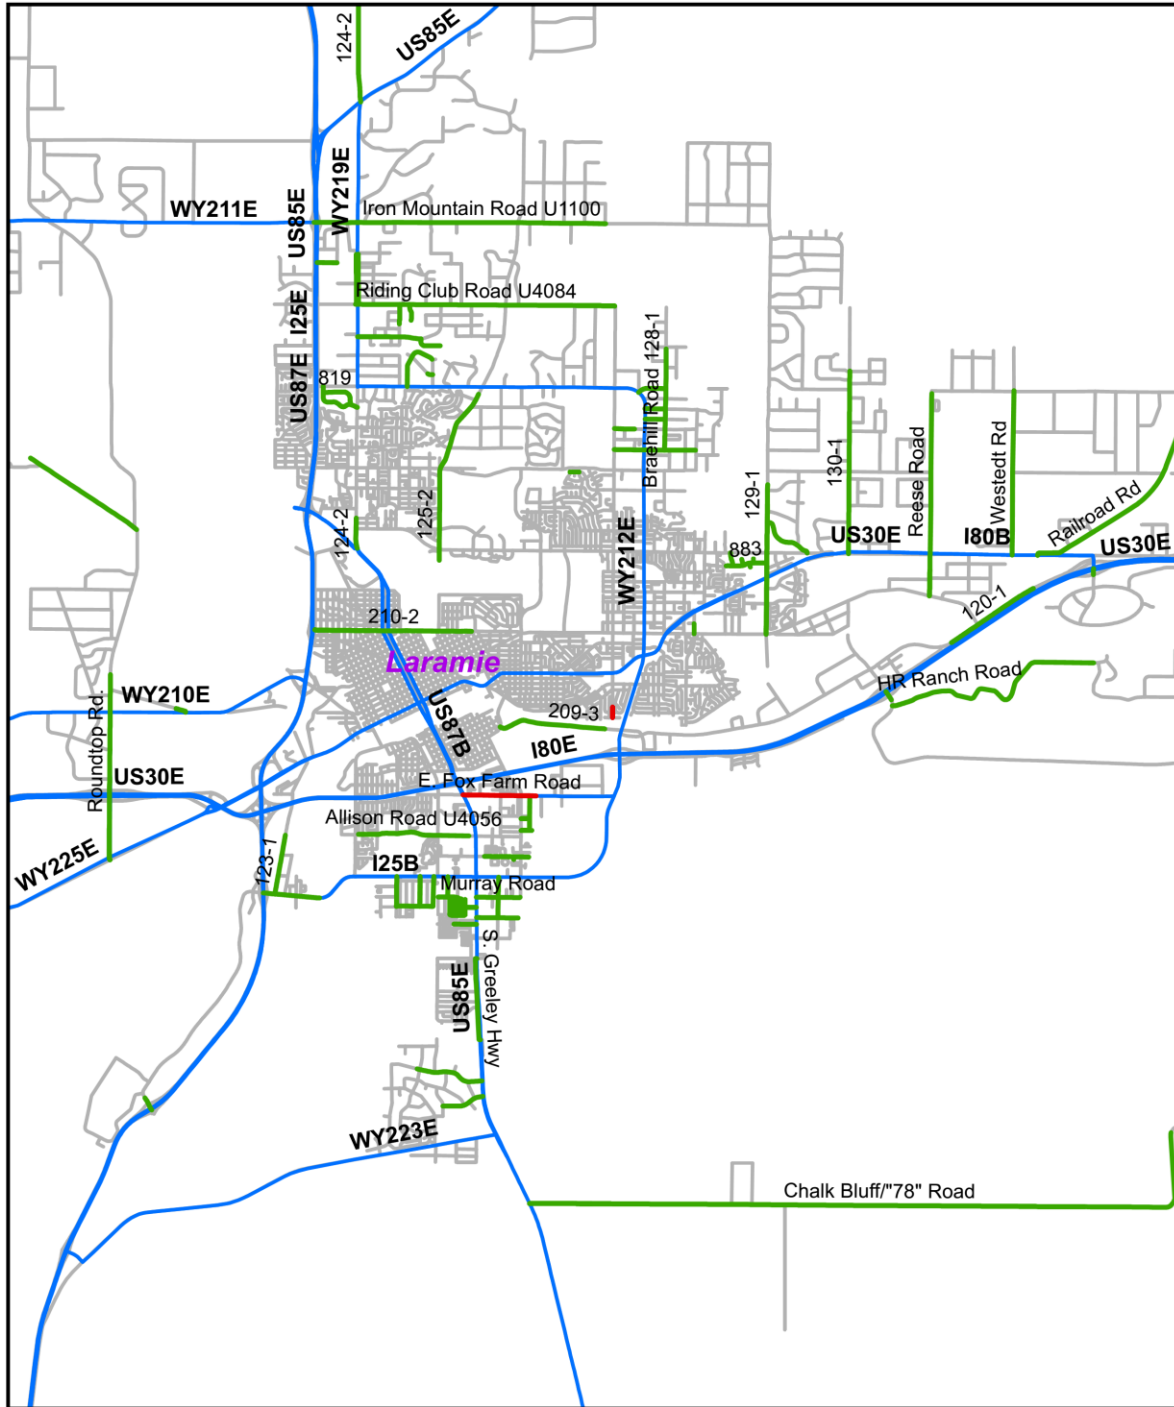 124-2
US85E
WY219E
WY211E
US85E
Iron Mountain Road U1100
I25E
Riding Club Road U4084
US87E
819
Braehill Road 128-1
130-1
Reese Road
Westedt Rd
Railroad Rd
129-1
125-2
124-2
883
US30E
I80B
US30E
WY212E
120-1
210-2
Laramie
HR Ranch Road
WY210E
Roundtop Rd.
US87B
209-3
I80E
US30E
E. Fox Farm Road
Allison Road U4056
WY225E
123-1
I25B
Murray Road
US85E
S. Greeley Hwy
WY223E
Chalk Bluff/"78" Road